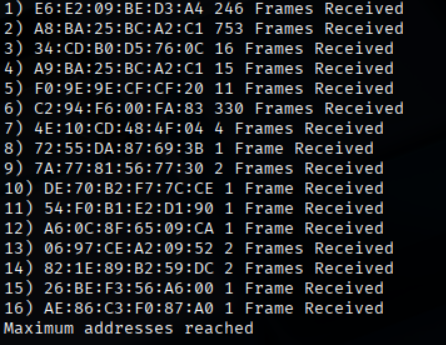 1) E6:E2:09:BE:D3:A4 246 Frames Received
2) A8:BA:25:BC:A2:C1 753 Frames Received
3) 34:CD:B0:D5:76:0C 16 Frames Received
4) A9:BA:25:BC:A2:C1 15 Frames Received
5) F0:9E:9E:CF:CF:20 11 Frames Received
6) C2:94:F6:00:FA:83 330 Frames Received
7) 4E:10:CD:48:4F:04 4 Frames Received
8) 72:55:DA:87:69:3B 1 Frame Received
9) 7A:77:81:56:77:30 2 Frames Received
10) DE:70:B2:F7:7C:CE 1 Frame Received
11) 54:F0:B1:E2:D1:90 1 Frame Received
12) A6:0C:8F:65:09:CA 1 Frame Received
13) 06:97:CE:A2:09:52 2 Frames Received
14) 82:1E:89:B2:59:DC 2 Frames Received
15) 26:BE:F3:56:A6:00 1 Frame Received
16) AE:86:C3:F0:87:A0 1 Frame Received
Maximum addresses reached